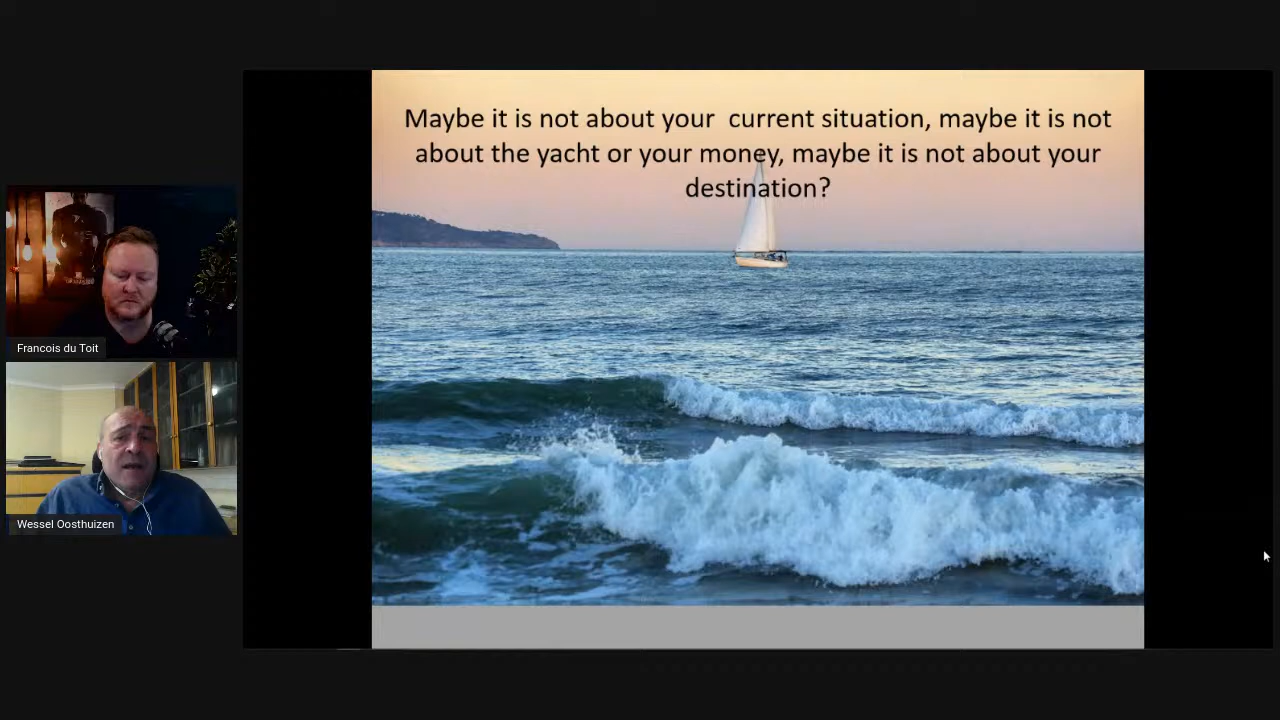 Maybe it is not about your  current situation, maybe it is not
about the yacht or your money, maybe it is not about your
destination?
Francois du Toit
Wessel Oosthuizen